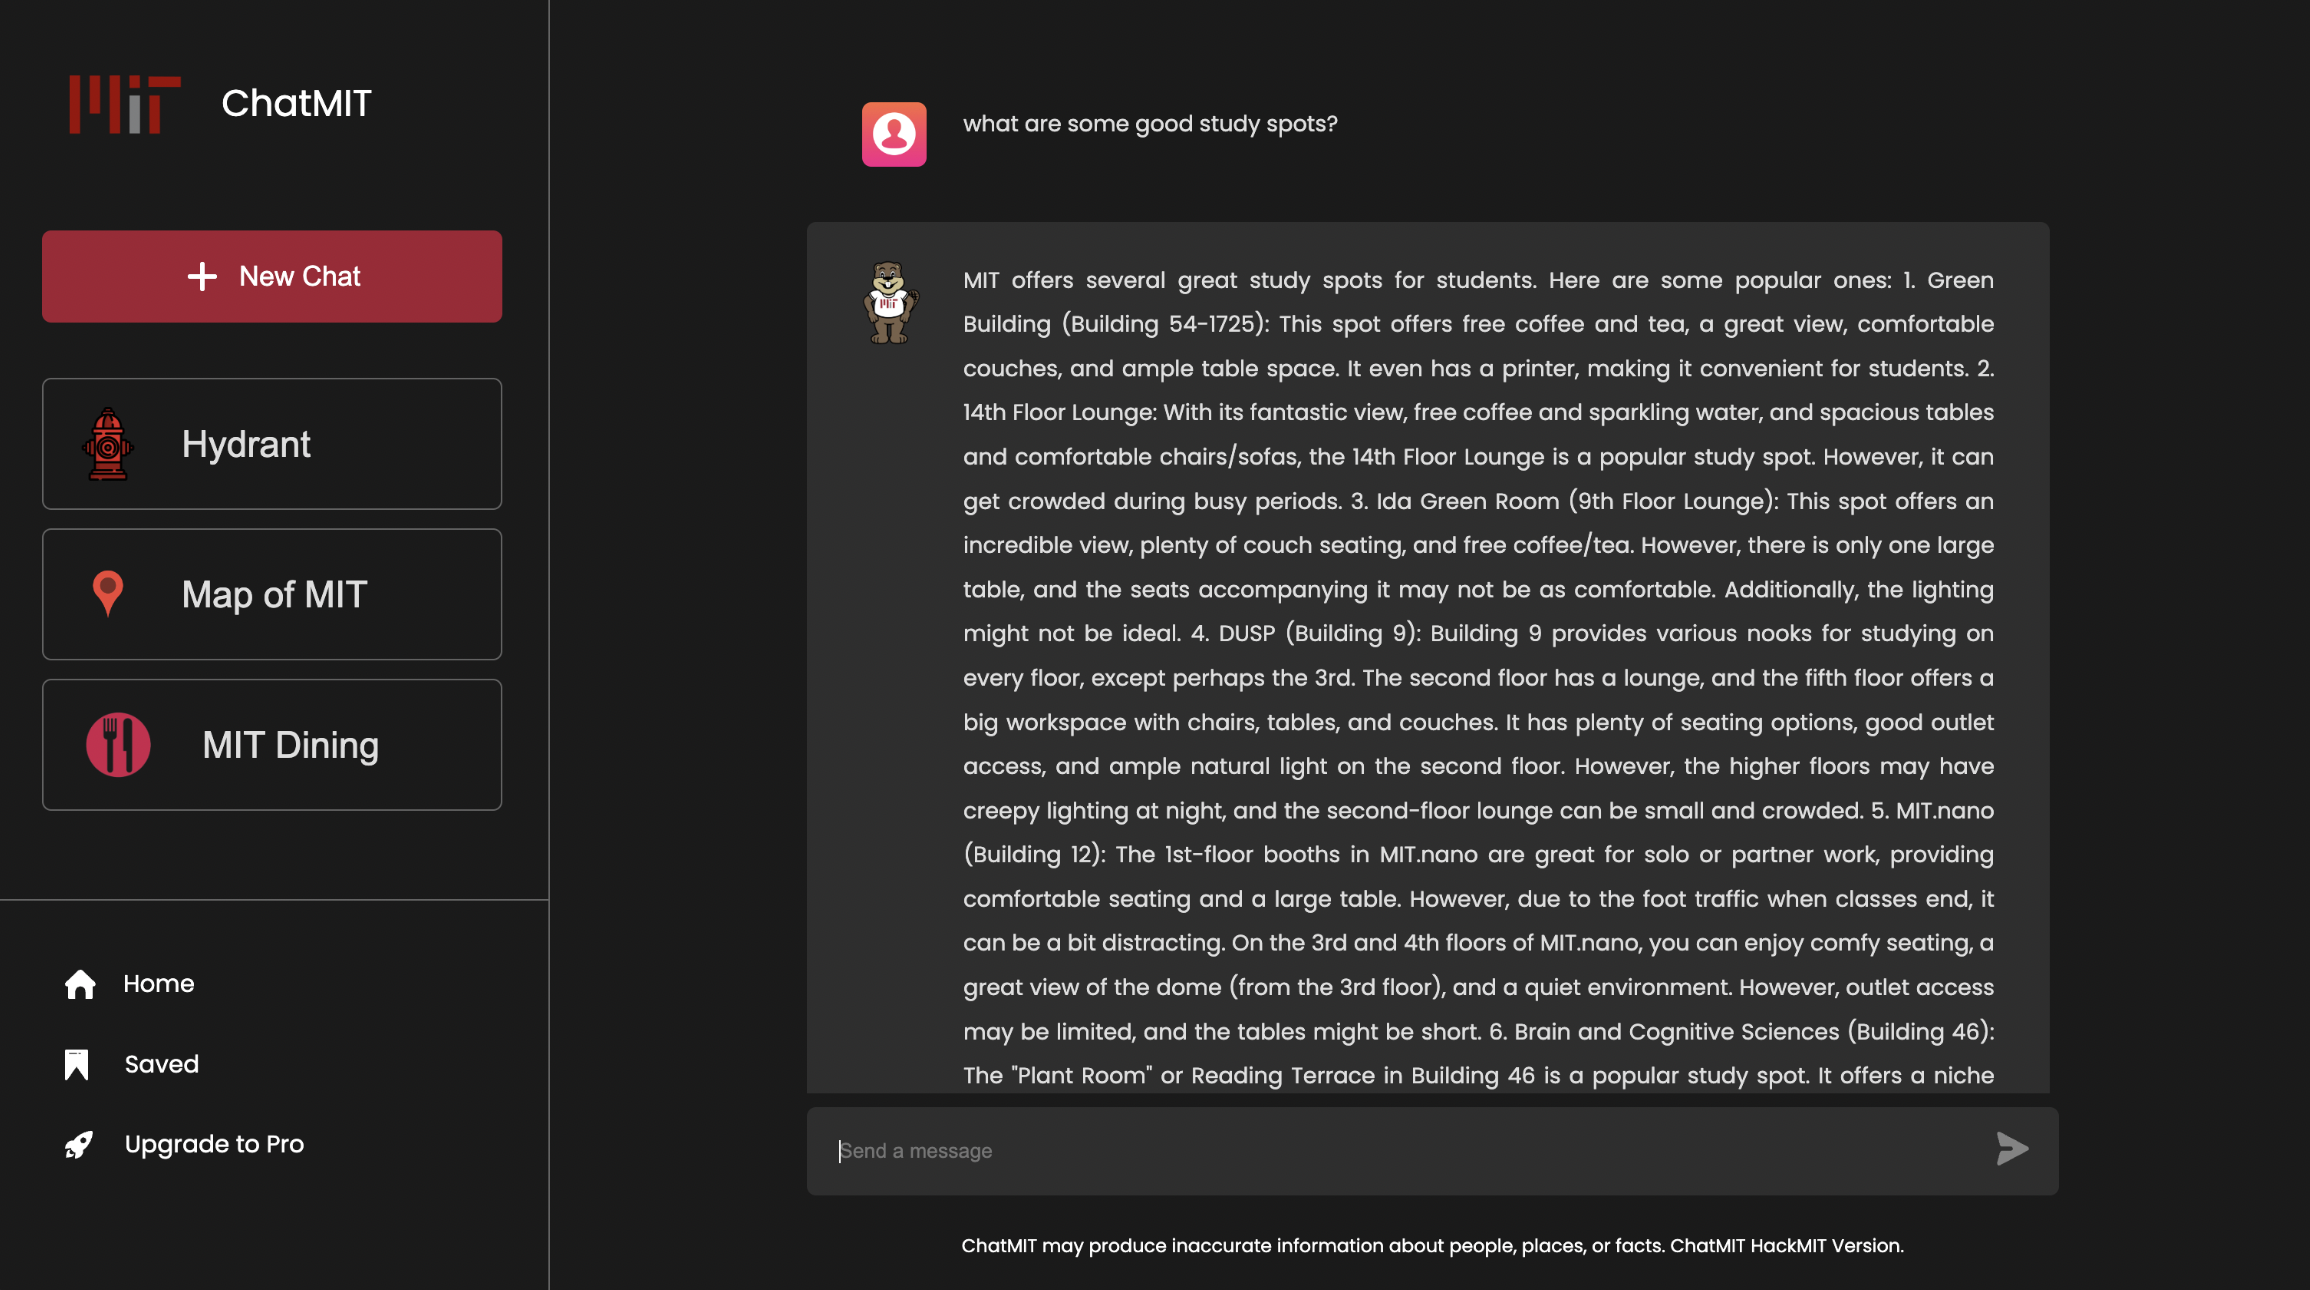 MIT
ChatMIT
New Chat
Hydrant
Map of MIT
MIT Dining
Home
Saved
Upgrade to Pro
what are some good study spots?
MIT
MIT offers several great study spots for students. Here are some popular ones: 1. Green
Building (Building 54-1725): This spot offers free coffee and tea, a great view, comfortable
couches, and ample table space. It even has a printer, making it convenient for students. 2.
14th Floor Lounge: With its fantastic view, free coffee and sparkling water, and spacious tables
and comfortable chairs/sofas, the 14th Floor Lounge is a popular study spot. However, it can
get crowded during busy periods. 3. Ida Green Room (9th Floor Lounge): This spot offers an
incredible view, plenty of couch seating, and free coffee/tea. However, there is only one large
table, and the seats accompanying it may not be as comfortable. Additionally, the lighting
might not be ideal. 4. DUSP (Building 9): Building 9 provides various nooks for studying on
every floor, except perhaps the 3rd. The second floor has a lounge, and the fifth floor offers a
big workspace with chairs, tables, and couches. It has plenty of seating options, good outlet
access, and ample natural light on the second floor. However, the higher floors may have
creepy lighting at night, and the second-floor lounge can be small and crowded. 5. MIT.nano
(Building 12): The 1st-floor booths in MIT.nano are great for solo or partner work, providing
comfortable seating and a large table. However, due to the foot traffic when classes end, it
can be a bit distracting. On the 3rd and 4th floors of MIT.nano, you can enjoy comfy seating, a
great view of the dome (from the 3rd floor), and a quiet environment. However, outlet access
may be limited, and the tables might be short. 6. Brain and Cognitive Sciences (Building 46):
The "Plant Room" or Reading Terrace in Building 46 is a popular study spot. It offers a niche
Send a message
ChatMIT may produce inaccurate information about people, places, or facts. ChatMIT HackMIT Version.